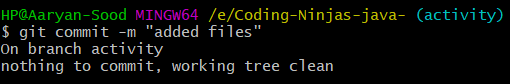 HP@Aaryan-Sood MINGW64 /e/Coding-Ninjas-java- (activity)
$ git commit -m "added files"
On branch activity
nothing to commit, working tree clean